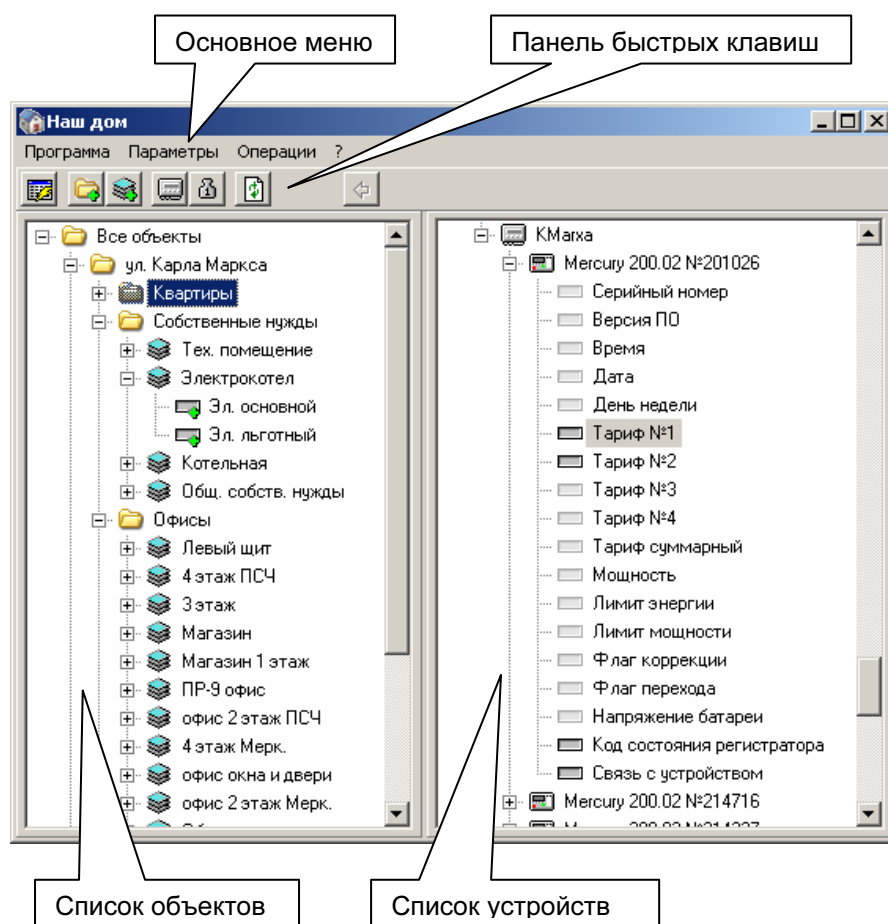 Основное меню
Панель быстрых клавиш
Наш дом
Программа Параметры Операции ?
Все объекты
ул. Карла Маркса
Квартиры
Собственные нужды
Тех. помещение
Электрокотел
Эл. основной
Эл. льготный
Котельная
Общ. собств. нужды
Офисы
Левый щит
4 этаж ПСЧ
3 этаж
Магазин
Магазин 1 этаж
ПР-9 офис
офис 2 этаж ПСЧ
4 этаж Мерк.
офис окна и двери
офис 2 этаж Мерк.
KMarxa
Mercury 200.02 №201026
Серийный номер
Версия ПО
Время
Дата
День недели
Тариф №1
Тариф №2
Тариф №3
Тариф №4
Тариф суммарный
Мощность
Лимит энергии
Лимит мощности
Флаг коррекции
Флаг перехода
Напряжение батареи
Код состояния регистратора
Связь с устройством
Mercury 200.02 №214716
Список объектов
Список устройств